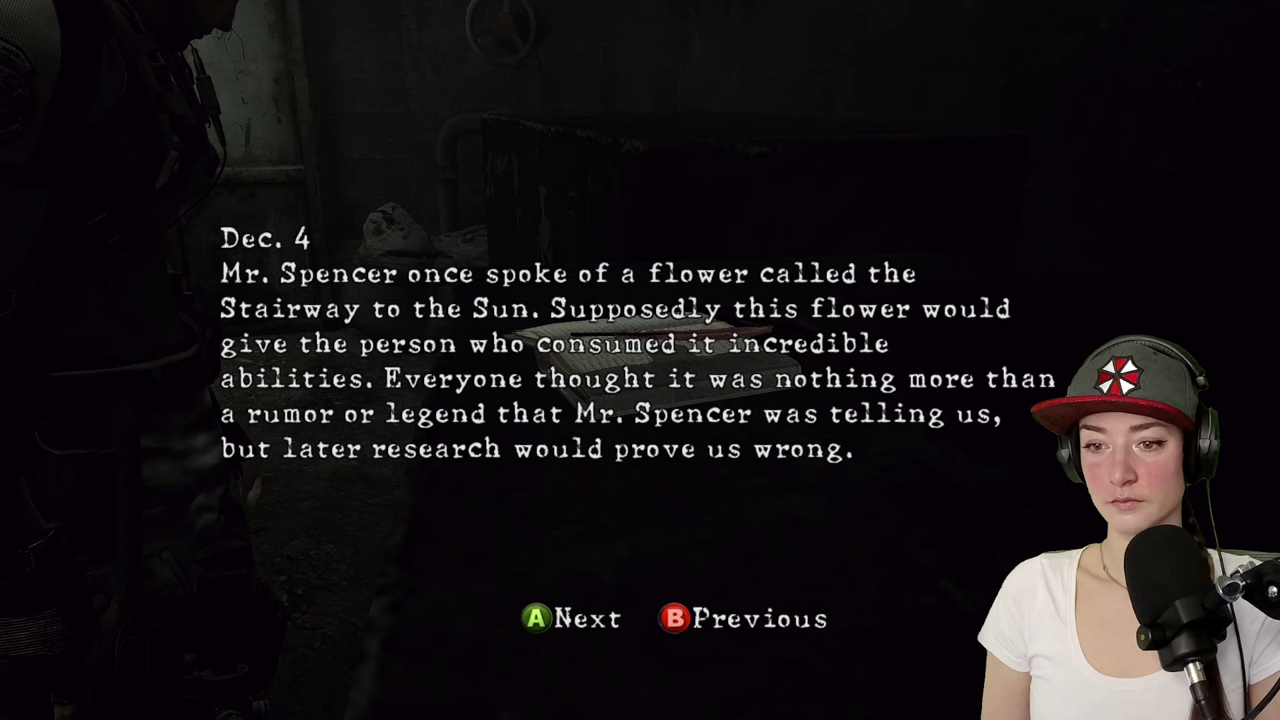 Dec. 4
Mr. Spencer once spoke of a flower called the
Stairway to the Sun. Supposedly this flower would
give the person who consumed it incredible
abilities. Everyone thought it was nothing more than
a rumor or legend that Mr. Spencer was telling us,
but later research would prove us wrong.
A Next B Previous